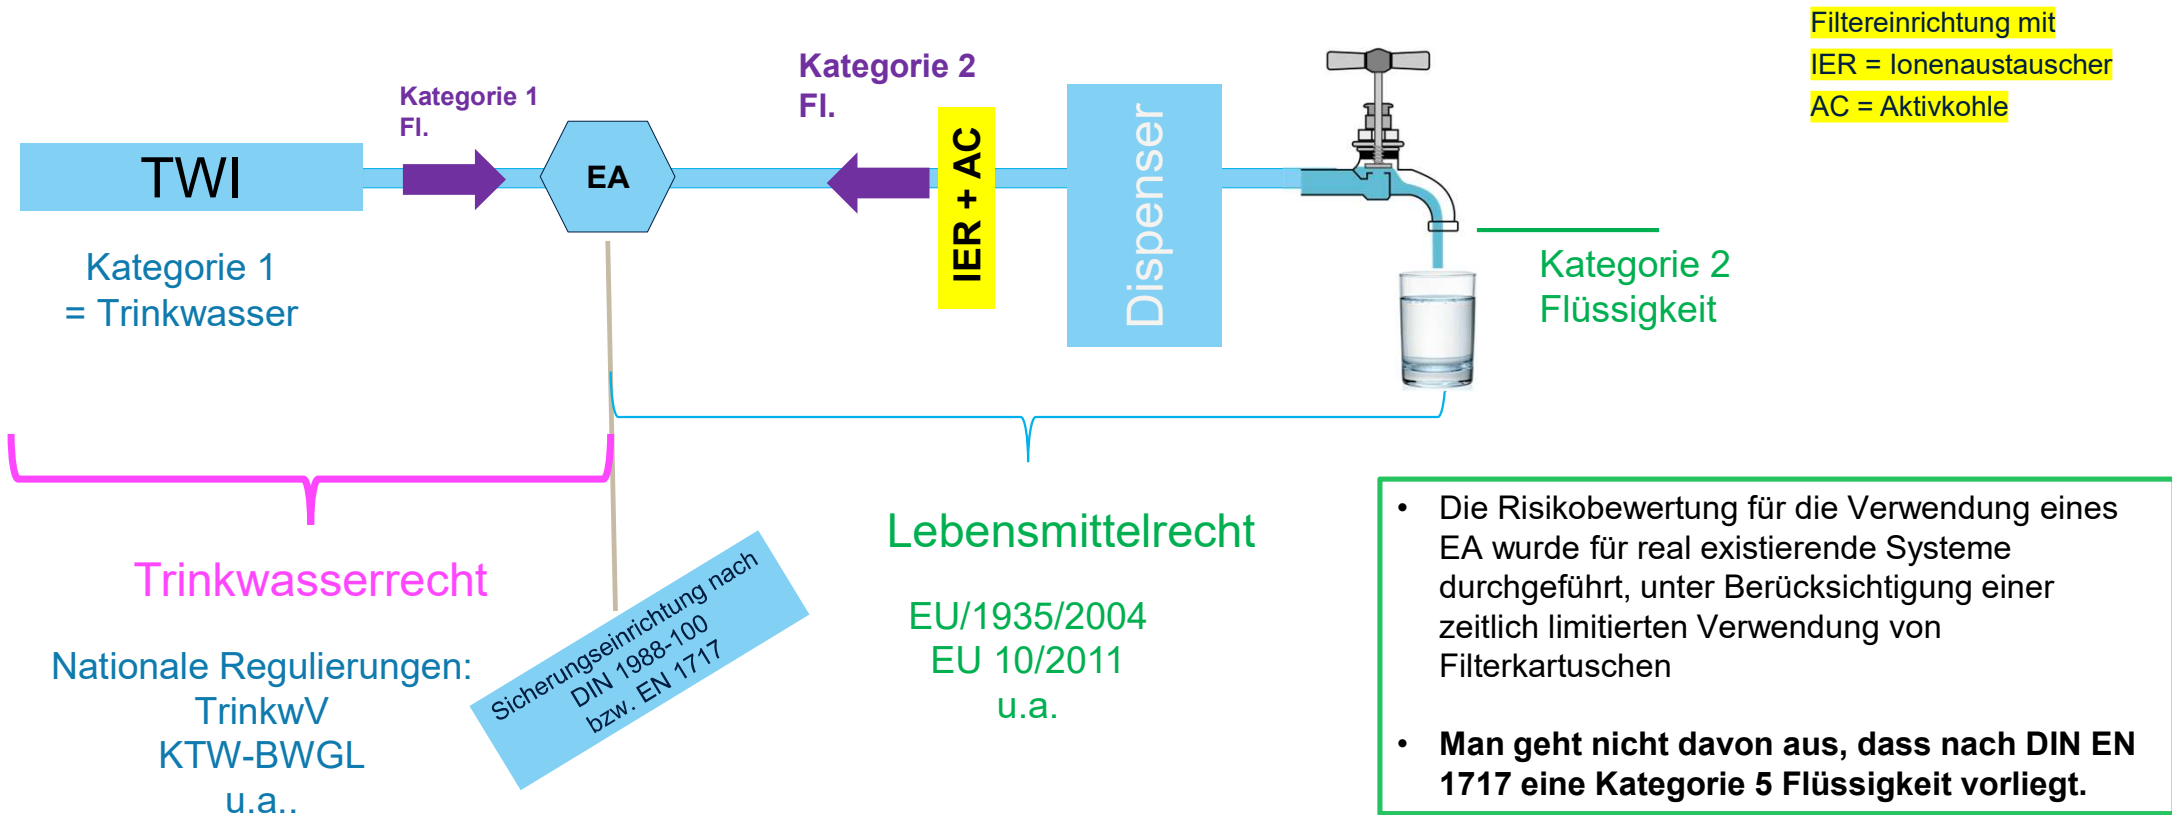 Filtereinrichtung mit
IER = Ionenaustauscher
AC = Aktivkohle
Kategorie 1
Fl.
Kategorie 2
Fl.
TWI
EA
IER + AC
Dispenser
Kategorie 1
= Trinkwasser
Kategorie 2
Flüssigkeit
Trinkwasserrecht
Nationale Regulierungen:
TrinkwV
KTW-BWGL
u.a..
Sicherungseinrichtung nach
DIN 1988-100
bzw. EN 1717
Lebensmittelrecht
EU/1935/2004
EU 10/2011
u.a.
• Die Risikobewertung für die Verwendung eines
EA wurde für real existierende Systeme
durchgeführt, unter Berücksichtigung einer
zeitlich limitierten Verwendung von
Filterkartuschen
• Man geht nicht davon aus, dass nach DIN EN
1717 eine Kategorie 5 Flüssigkeit vorliegt.